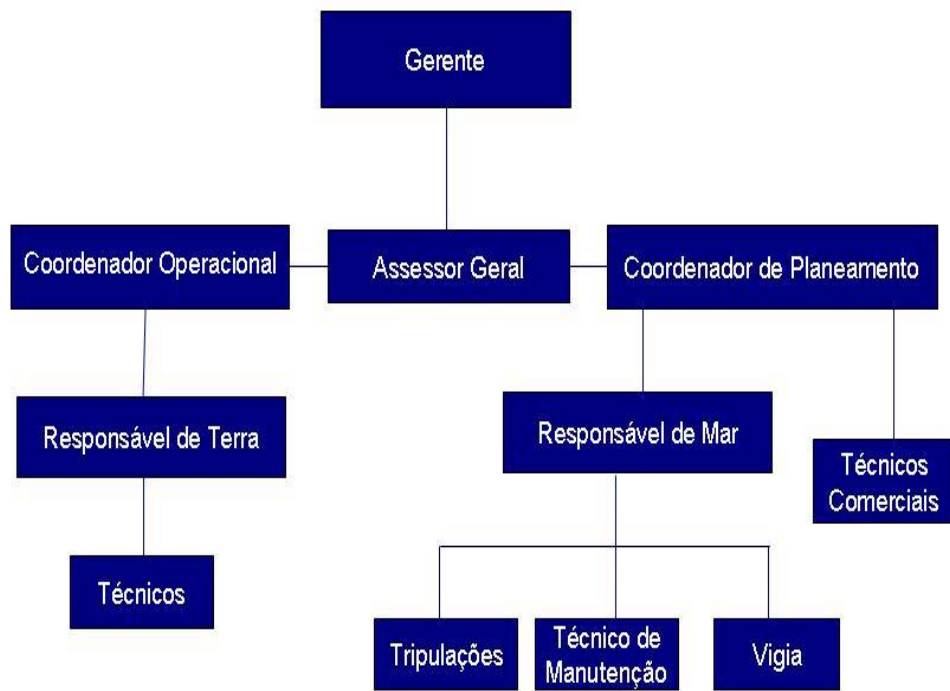 Gerente
Coordenador Operacional
Assessor Geral
Coordenador de Planeamento
Responsável de Terra
Responsável de Mar
Técnicos
Comerciais
Técnicos
Tripulações
Técnico de
Manutenção
Vigia